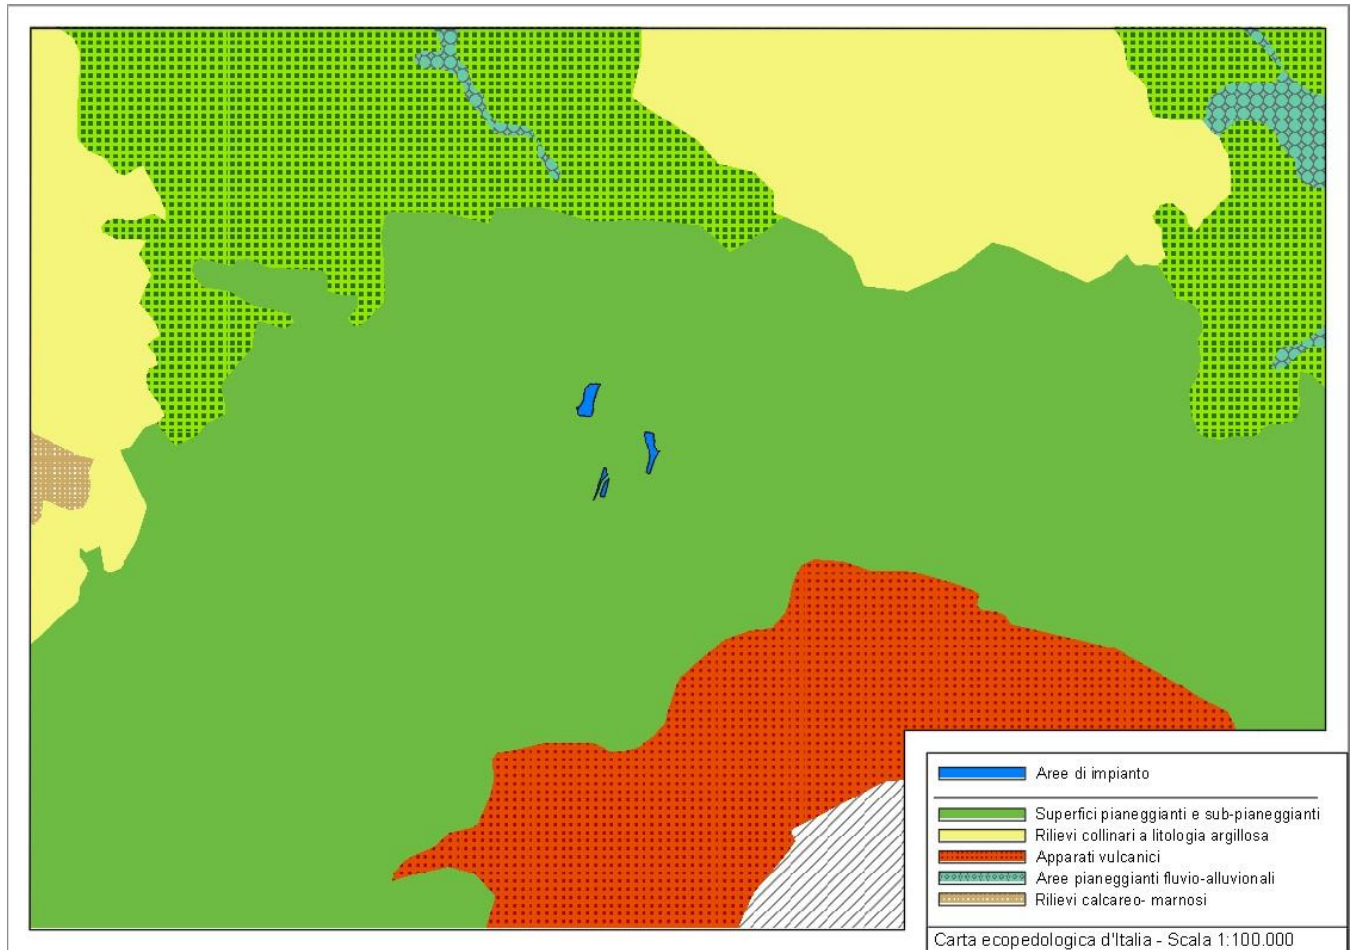 Aree di impianto
Superfici pianeggianti e sub-pianeggianti
Rilievi collinari a litologia argillosa
Apparati vulcanici
Aree pianeggianti fluvio-alluvionali
Rilievi calcareo- marnosi
Carta ecopedologica d'Italia - Scala 1:100.000